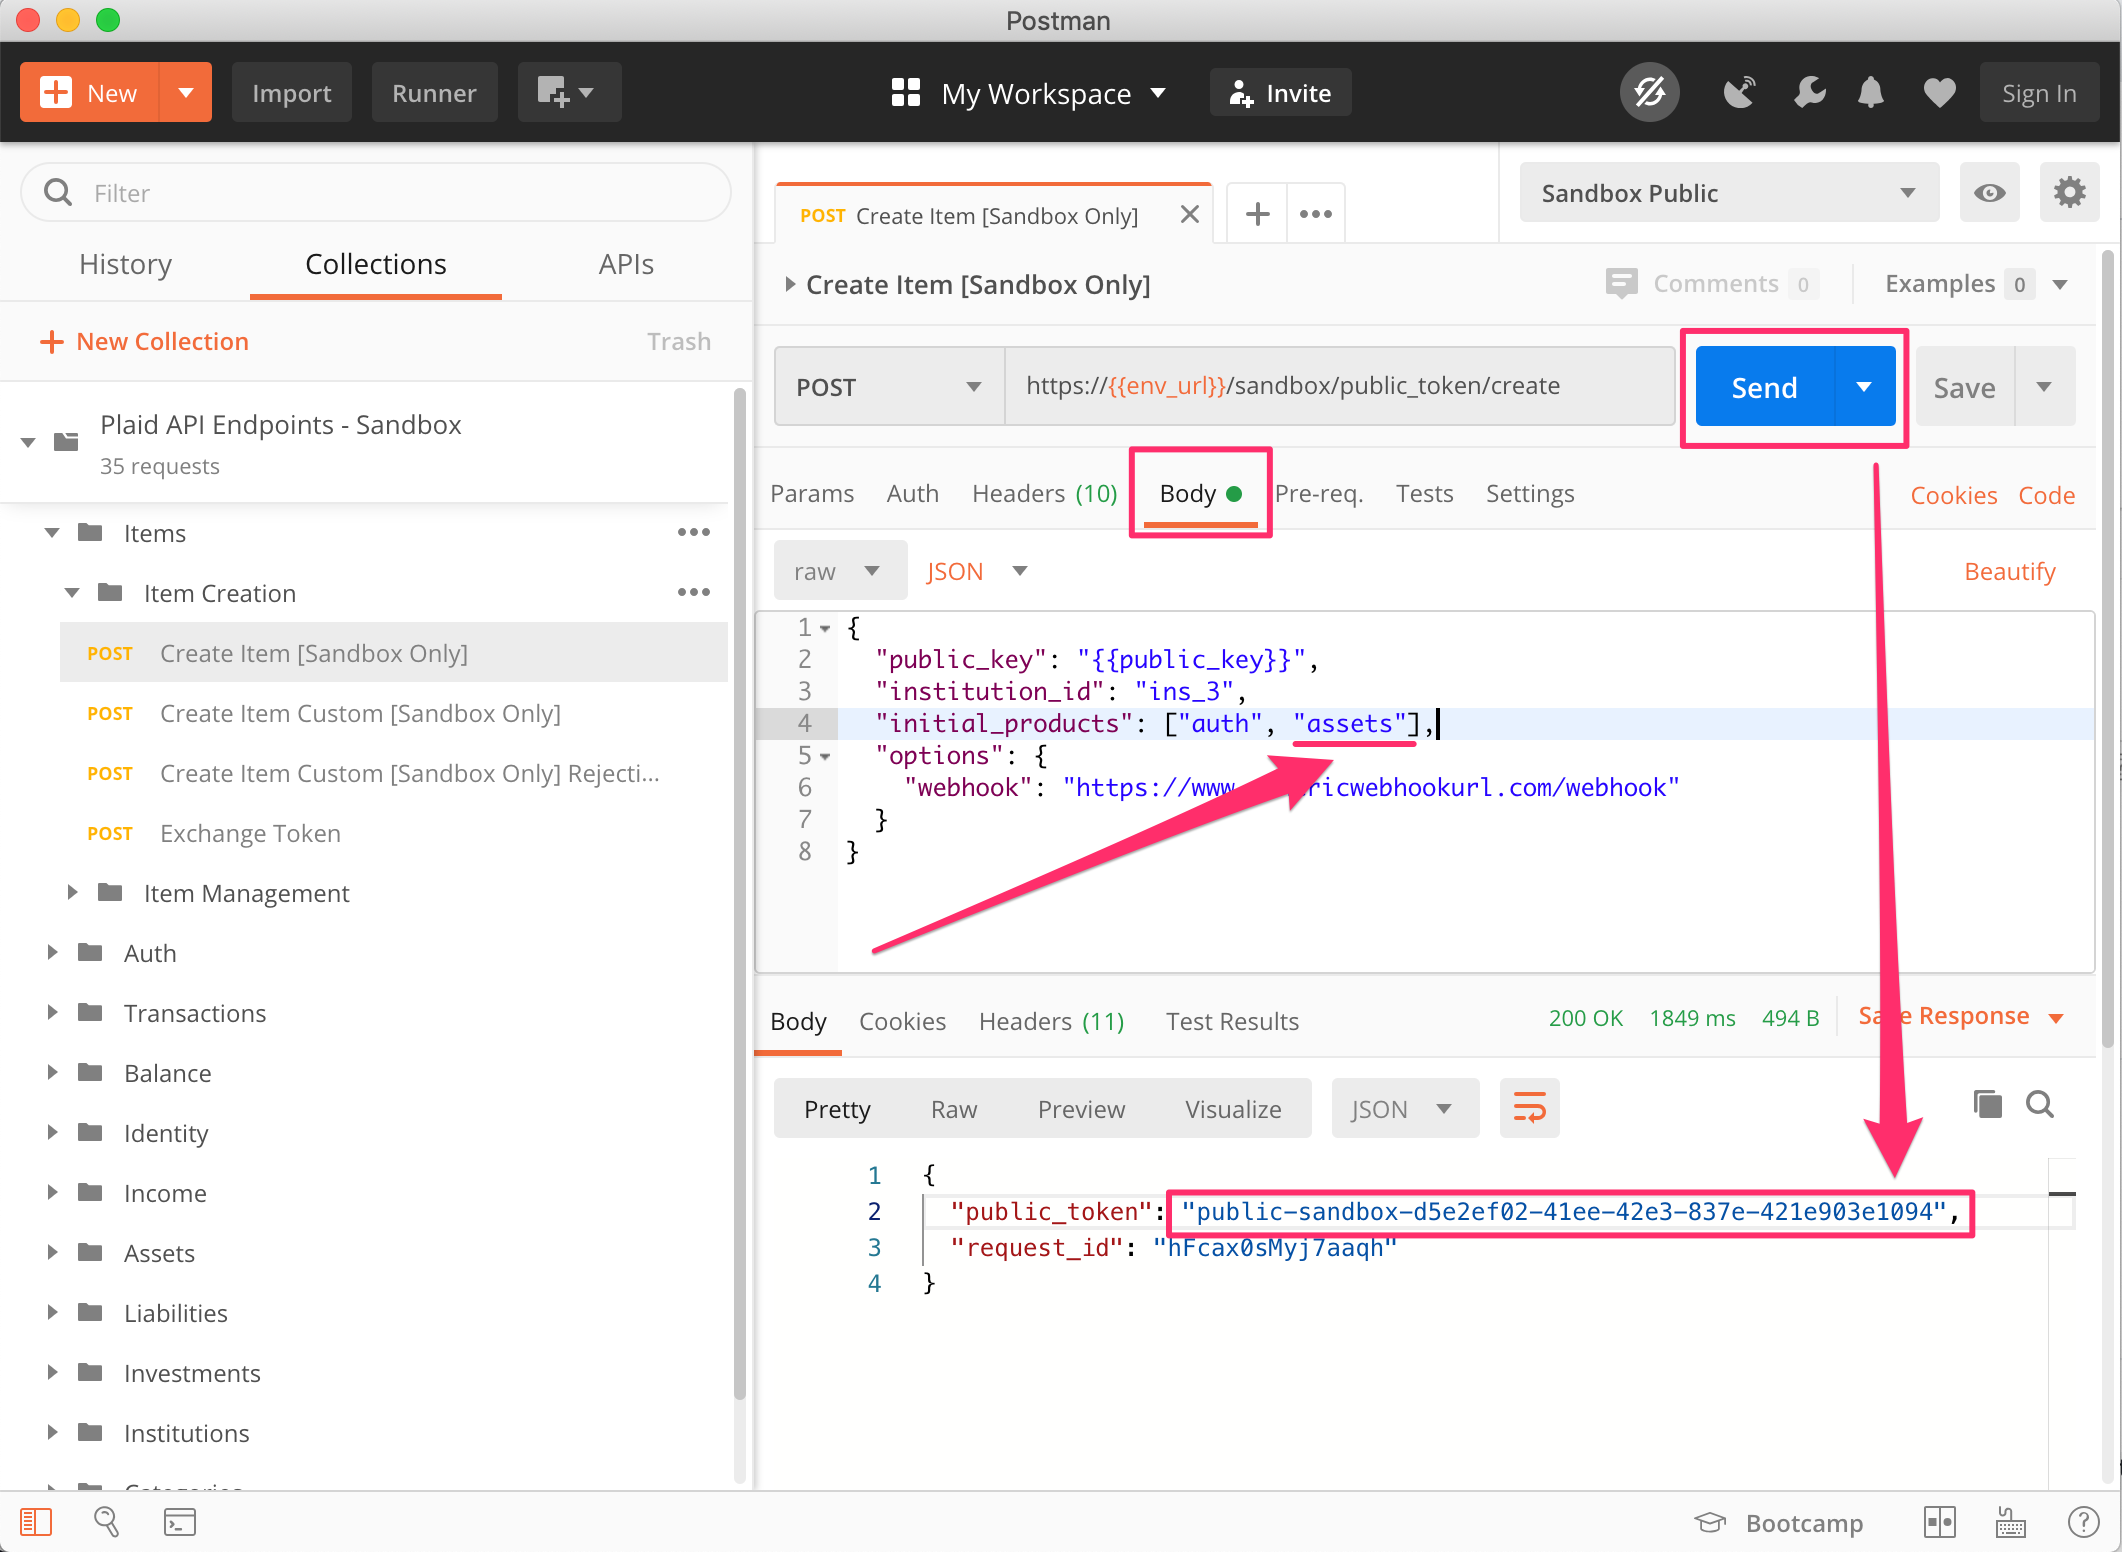 Postman
New
Import
Runner
My Workspace
Invite
Sign In
Filter
History
Collections
APIs
New Collection
Trash
Plaid API Endpoints - Sandbox
35 requests
Items
Item Creation
POST Create Item [Sandbox Only]
POST Create Item Custom [Sandbox Only]
POST Create Item Custom [Sandbox Only] Rejecti...
POST Exchange Token
Item Management
Auth
Transactions
Balance
Identity
Income
Assets
Liabilities
Investments
Institutions
Categories
POST Create Item [Sandbox Only]
Sandbox Public
Create Item [Sandbox Only]
Comments 0
Examples 0
POST
https://{{env_url}}/sandbox/public_token/create
Send
Save
Params
Auth
Headers (10)
Body
Pre-req.
Tests
Settings
Cookies
Code
raw
JSON
Beautify
1 {
2 "public_key": "{{public_key}}",
3 "institution_id": "ins_3",
4 "initial_products": ["auth", "assets"],
5 "options": {
6 "webhook": "https://www ricwebhookurl.com/webhook"
7 }
8 }
Body
Cookies
Headers (11)
Test Results
200 OK
1849 ms
494 B
Save Response
Pretty
Raw
Preview
Visualize
JSON
1 {
2 "public_token": "public-sandbox-d5e2ef02-41ee-42e3-837e-421e903e1094",
3 "request_id": "hFcax0sMyj7aaqh"
4 }
Bootcamp